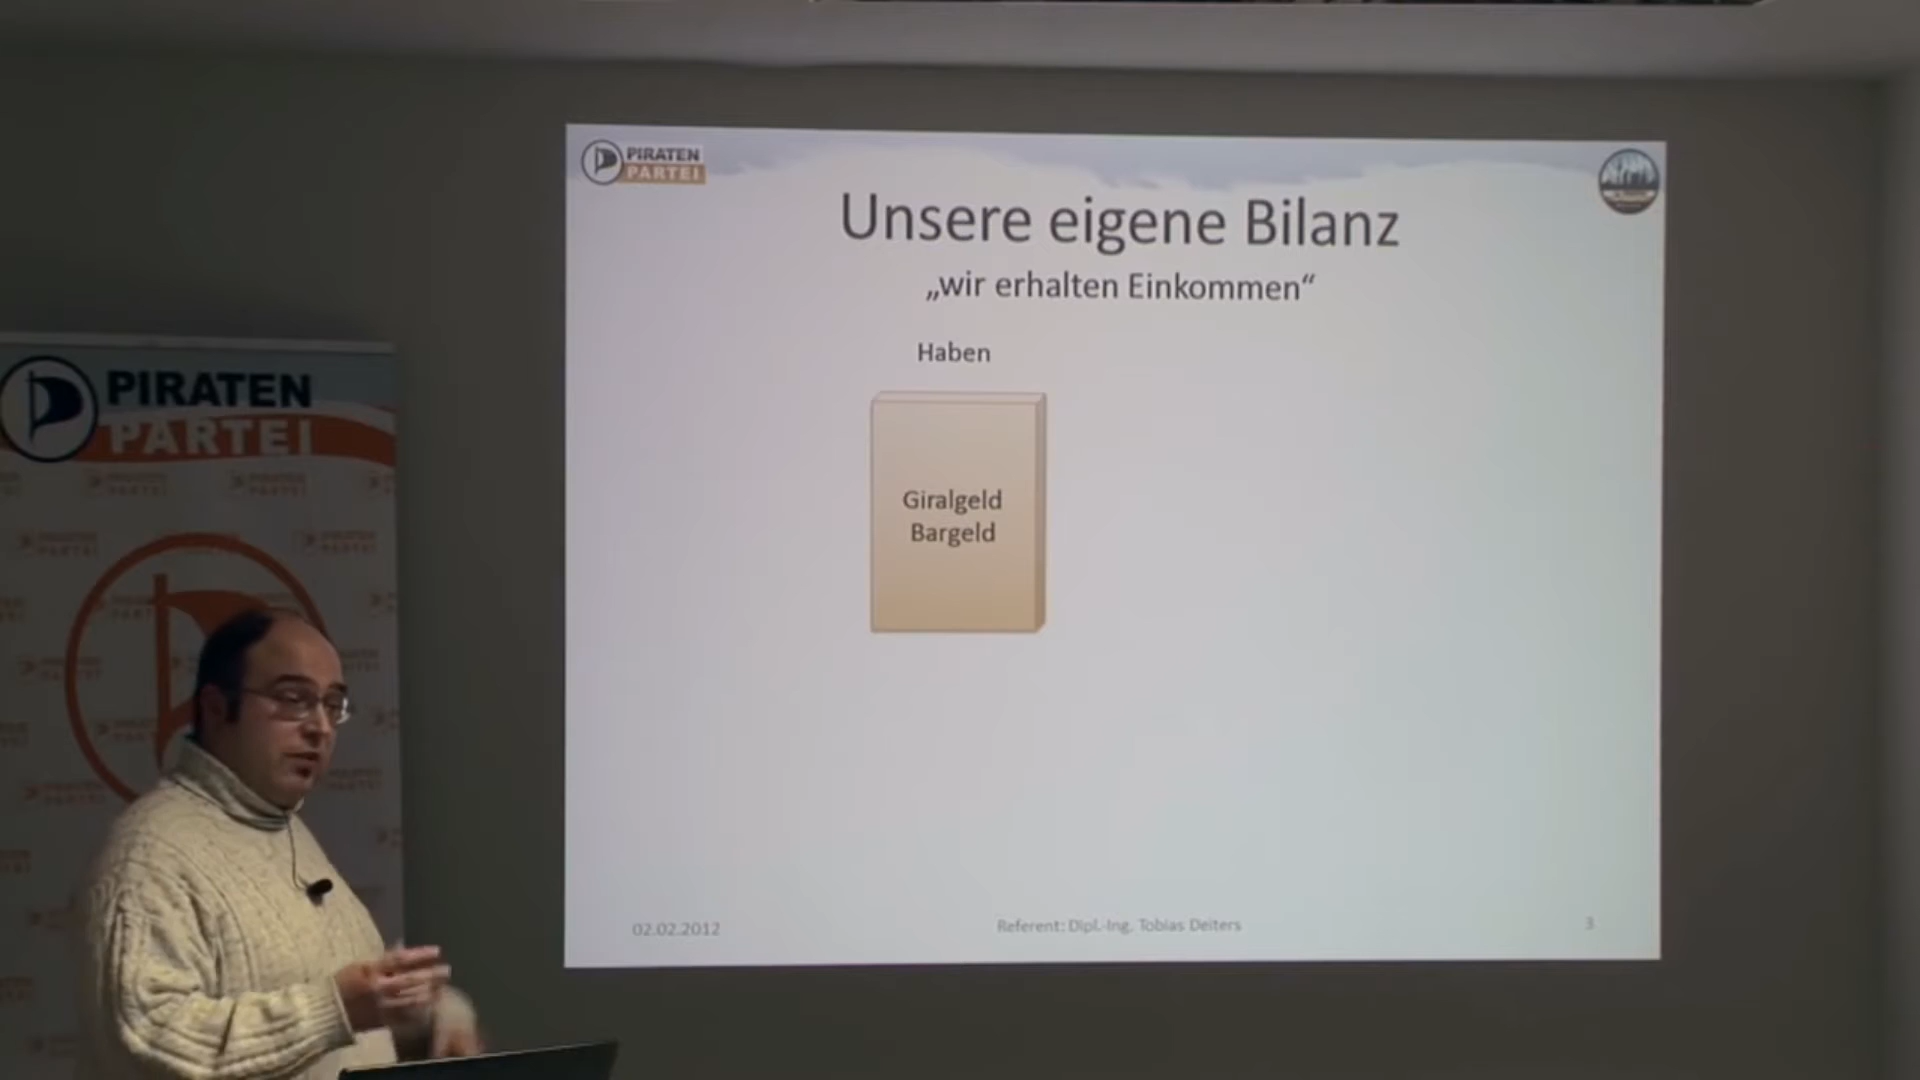 PIRATEN
PARTEI
Unsere eigene Bilanz
„wir erhalten Einkommen“
Haben
Giralgeld
Bargeld
02.02.2012
Referent: Dipl.-Ing. Tobias Deiters
3
PIRATEN
PARTEI